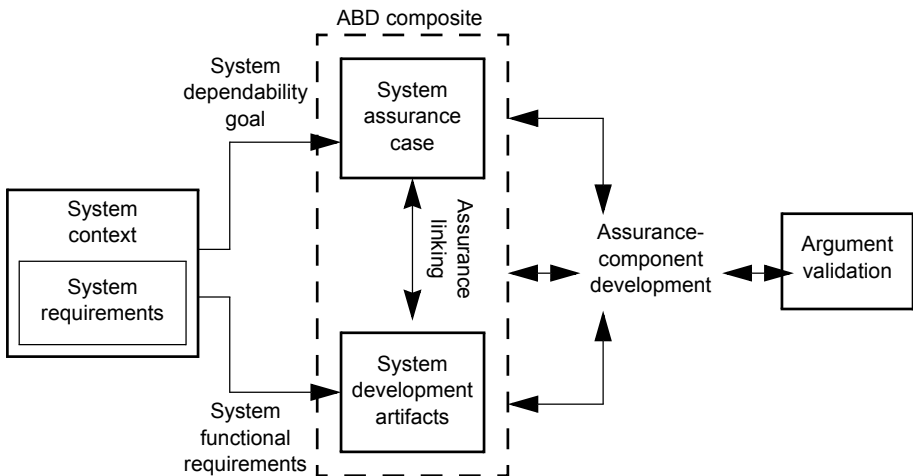 ABD composite
System
dependability
goal
System
assurance
case
System
context
System
requirements
Assurance
linking
Assurance-
component
development
Argument
validation
System
development
artifacts
System
functional
requirements